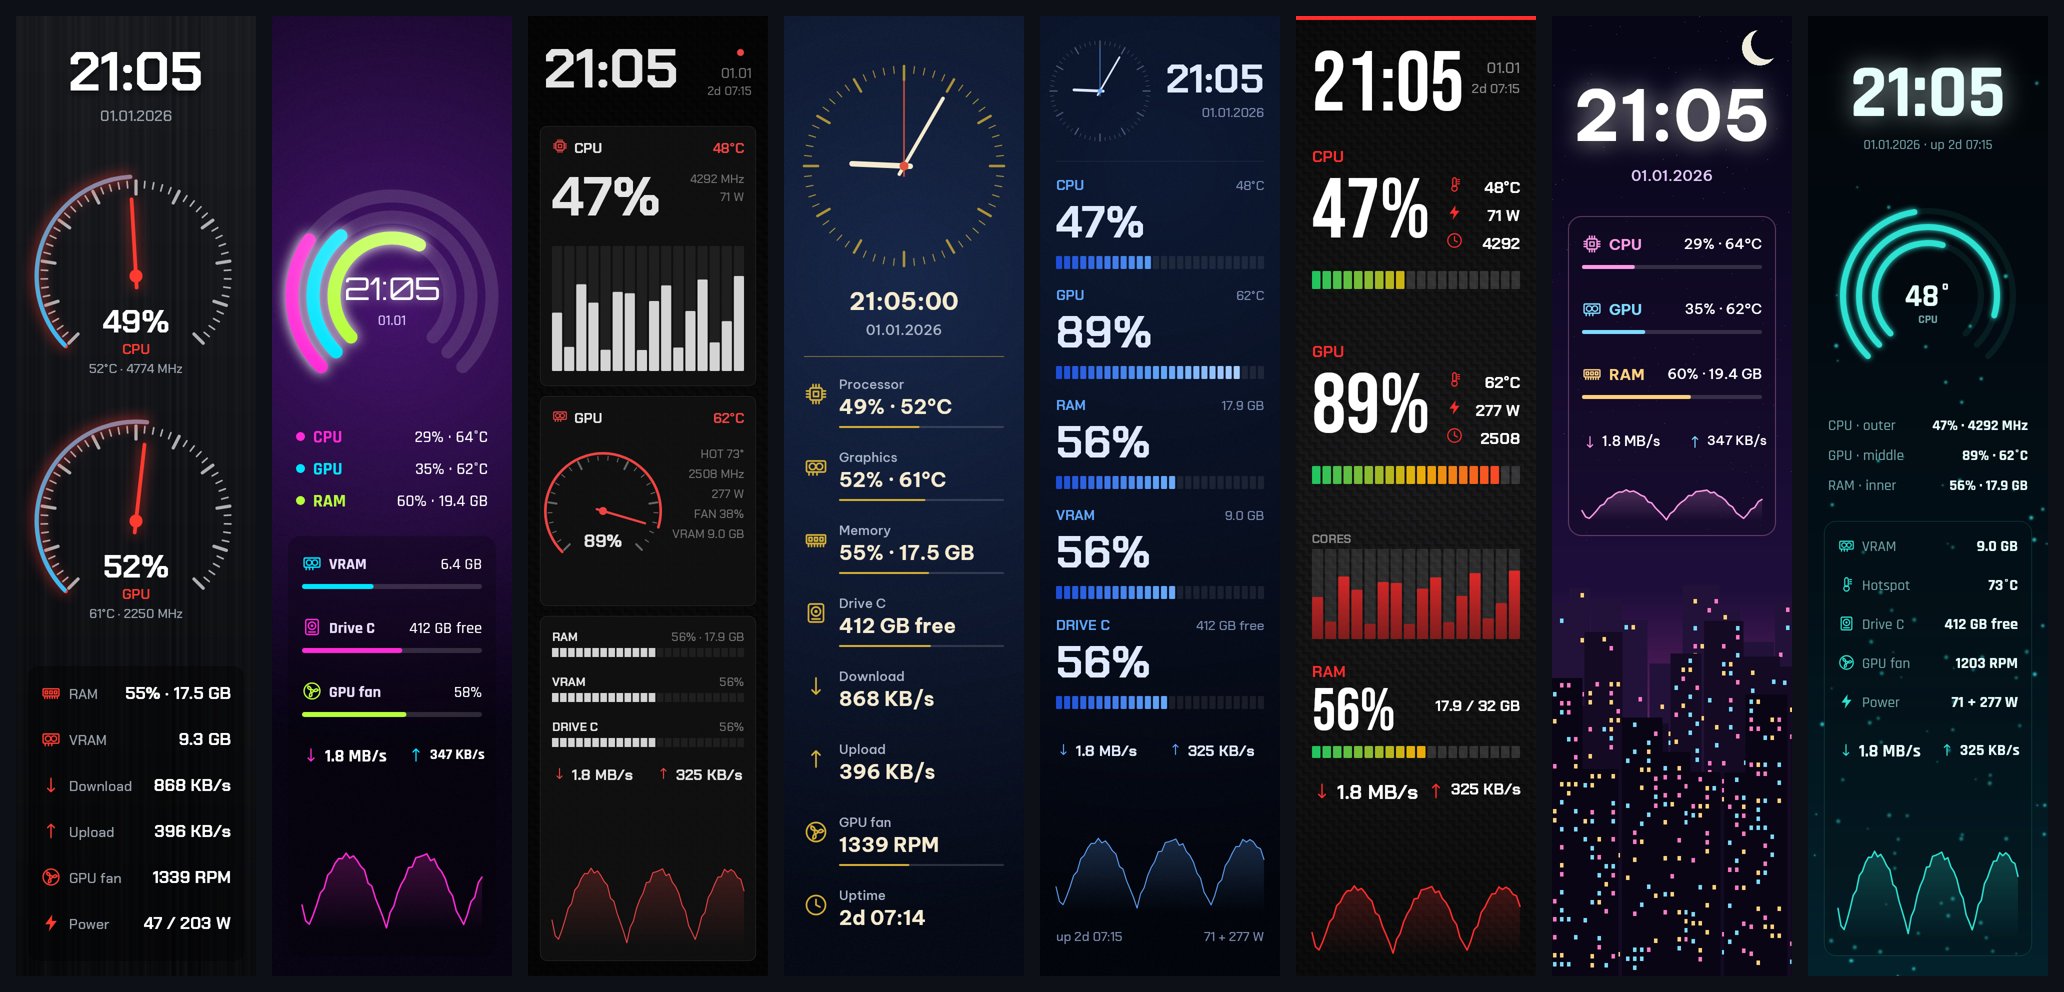 21:05
01.01.2026
49%
CPU
52°C · 4774 MHz
52%
GPU
61°C · 2250 MHz
RAM 55% · 17.5 GB
VRAM 9.3 GB
Download 868 KB/s
Upload 396 KB/s
GPU fan 1339 RPM
Power 47 / 203 W
21:05
01.01
CPU 29% · 64°C
GPU 35% · 62°C
RAM 60% · 19.4 GB
VRAM 6.4 GB
Drive C 412 GB free
GPU fan 58%
↓ 1.8 MB/s ↑ 347 KB/s
21:05
01.01
2d 07:15
CPU 48°C
47%
4292 MHz
71 W
GPU 62°C
HOT 73°
2508 MHz
277 W
FAN 38%
VRAM 9.0 GB
89%
RAM 56% · 17.9 GB
VRAM 56%
DRIVE C 56%
↓ 1.8 MB/s ↑ 325 KB/s
21:05:00
01.01.2026
Processor
49% · 52°C
Graphics
52% · 61°C
Memory
55% · 17.5 GB
Drive C
412 GB free
Download
868 KB/s
Upload
396 KB/s
GPU fan
1339 RPM
Uptime
2d 07:14
21:05
01.01.2026
CPU 48°C
47%
GPU 62°C
89%
RAM 17.9 GB
56%
VRAM 9.0 GB
56%
DRIVE C 412 GB free
56%
↓ 1.8 MB/s ↑ 325 KB/s
up 2d 07:15 71 + 277 W
21:05
01.01
2d 07:15
CPU
47%
48°C
71 W
4292
GPU
89%
62°C
277 W
2508
CORES
RAM
56% 17.9 / 32 GB
↓ 1.8 MB/s ↑ 325 KB/s
21:05
01.01.2026
CPU 29% · 64°C
GPU 35% · 62°C
RAM 60% · 19.4 GB
↓ 1.8 MB/s ↑ 347 KB/s
21:05
01.01.2026 · up 2d 07:15
48°
CPU
CPU · outer 47% · 4292 MHz
GPU · middle 89% · 62°C
RAM · inner 56% · 17.9 GB
VRAM 9.0 GB
Hotspot 73°C
Drive C 412 GB free
GPU fan 1203 RPM
Power 71 + 277 W
↓ 1.8 MB/s ↑ 325 KB/s